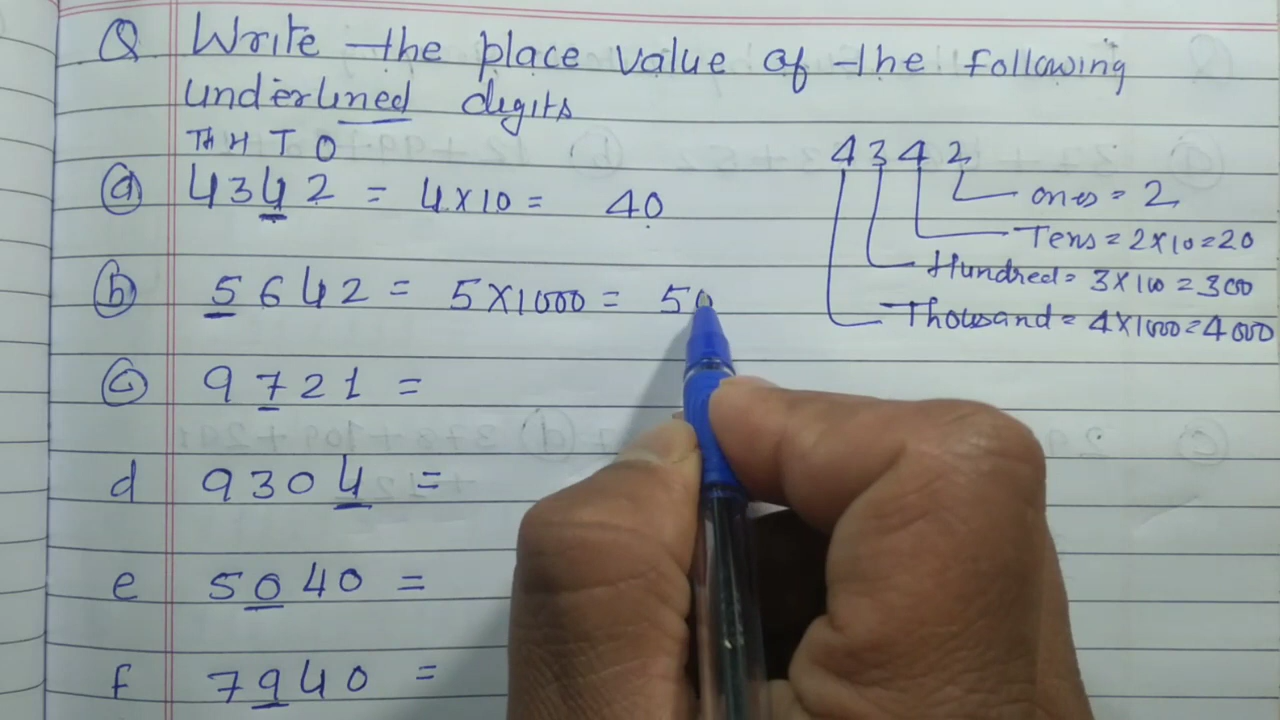 Q Write the place value of the following
underlined digits
Th H T O
a 4342 = 4×10 = 40
4342
ones = 2
Tens = 2×10=20
Hundred= 3×100=300
Thousand= 4×1000=4000
b 5642 = 5×1000 = 50
c 9721 =
d 9304 =
e 5040 =
f 7940 =